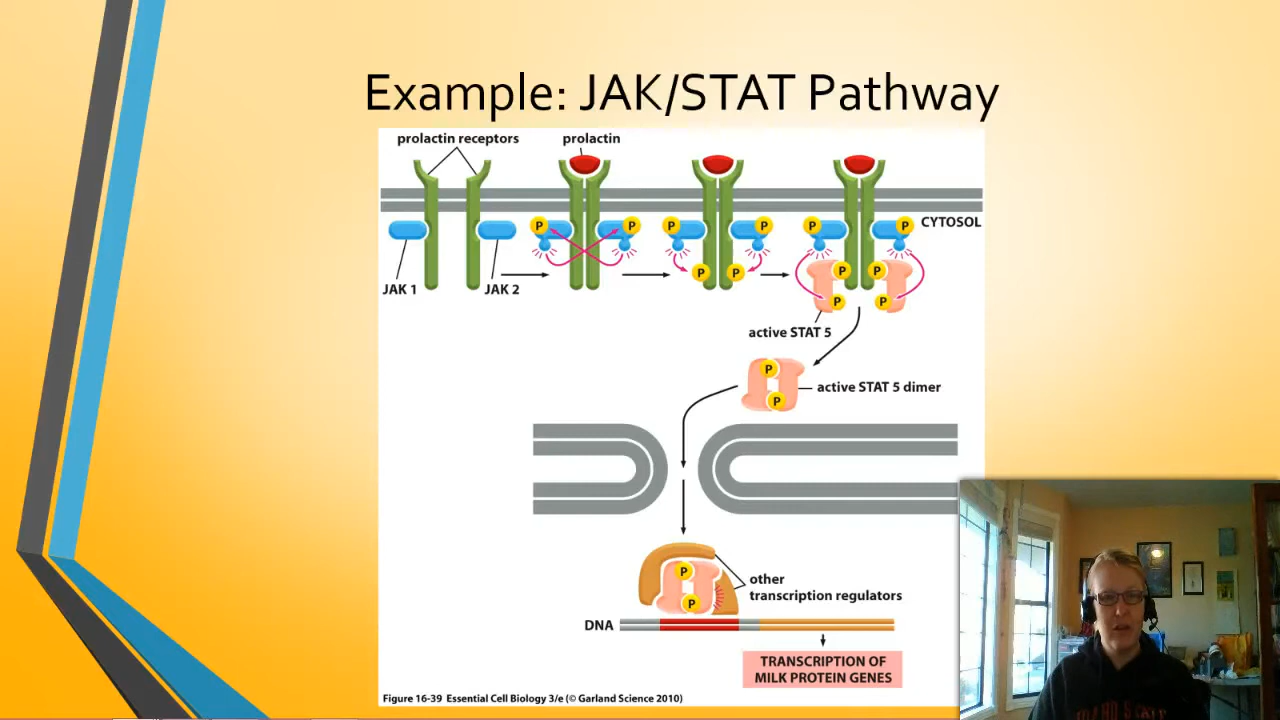 Example: JAK/STAT Pathway
prolactin receptors
prolactin
P P P P P P
CYTOSOL
JAK 1
JAK 2
P P P P
P P
active STAT 5
P
active STAT 5 dimer
P
P
other
transcription regulators
P
DNA
TRANSCRIPTION OF
MILK PROTEIN GENES
Figure 16-39 Essential Cell Biology 3/e (© Garland Science 2010)